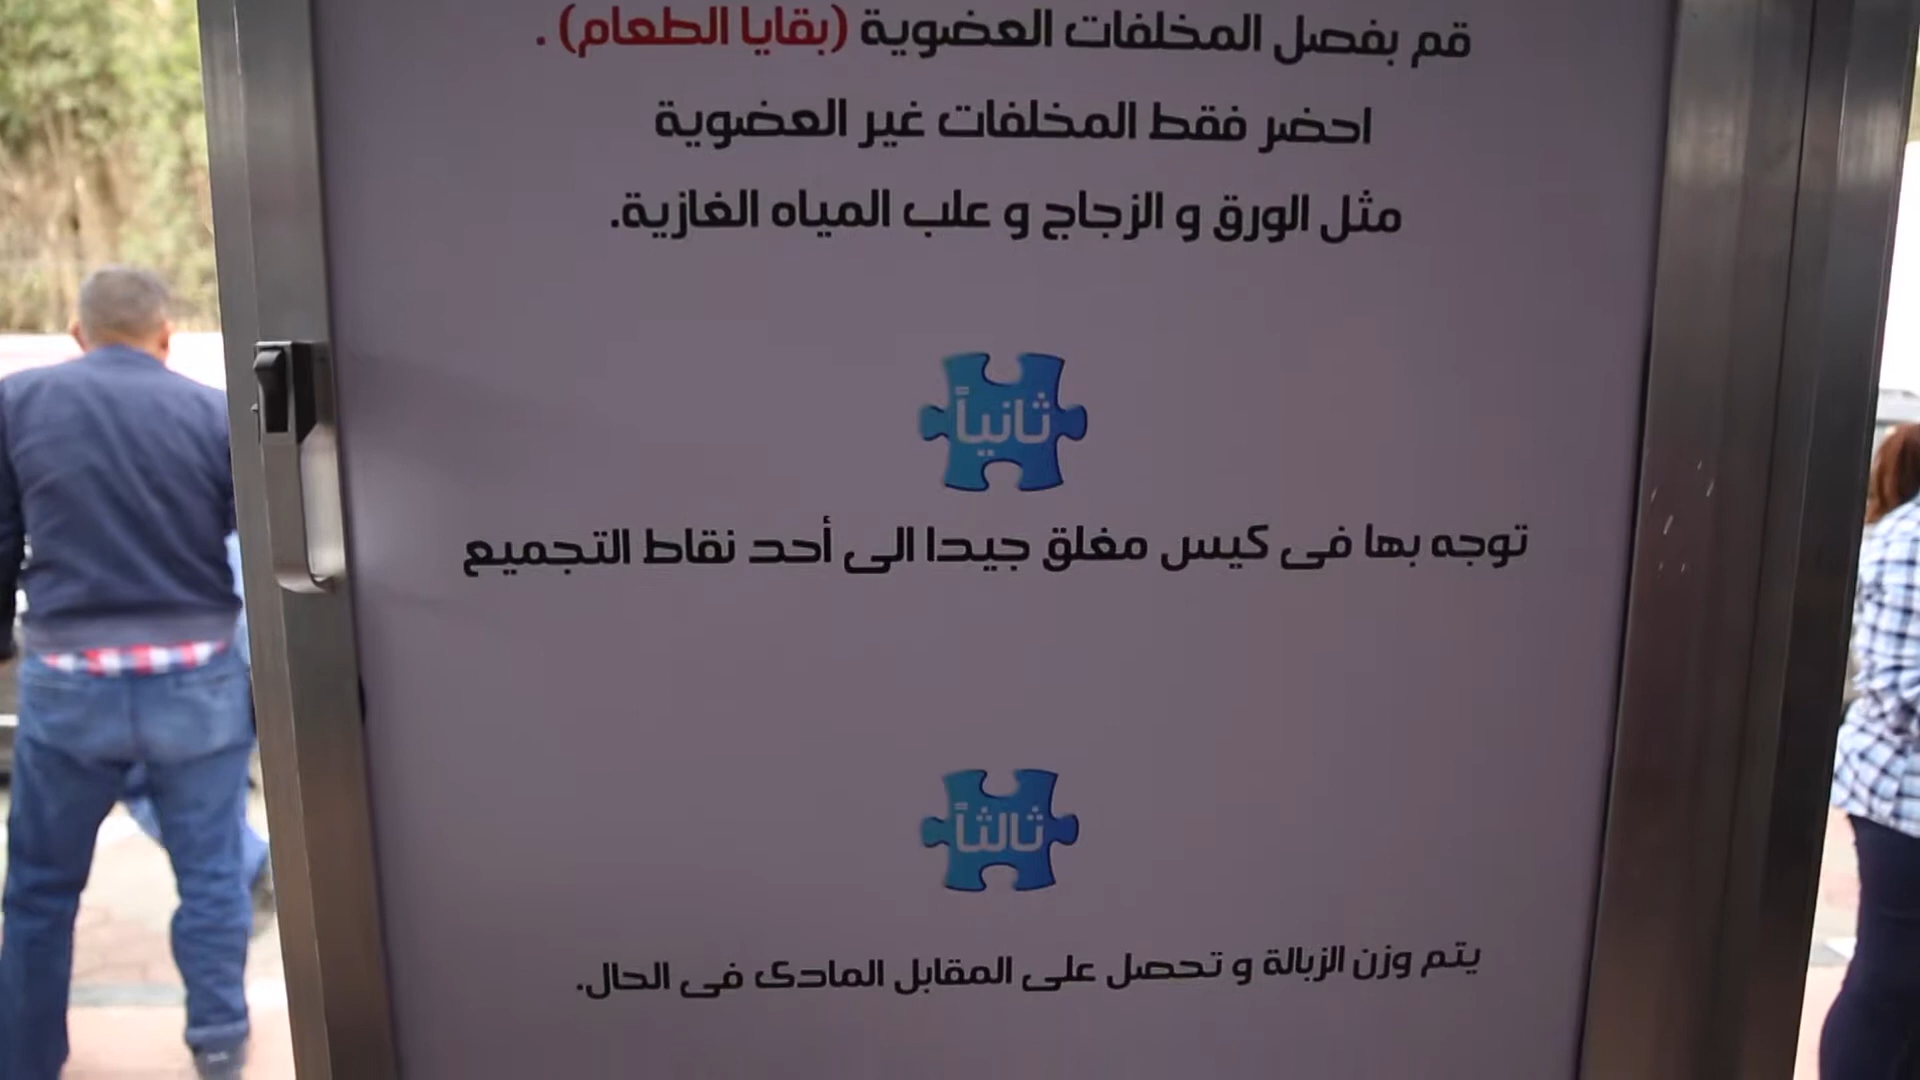 قم بفصل المخلفات العضوية (بقايا الطعام) .
احضر فقط المخلفات غير العضوية
مثل الورق و الزجاج و علب المياه الغازية.
ثانياً
توجه بها فى كيس مغلق جيدا الى أحد نقاط التجميع
ثالثاً
يتم وزن الزبالة و تحصل على المقابل المادى فى الحال.